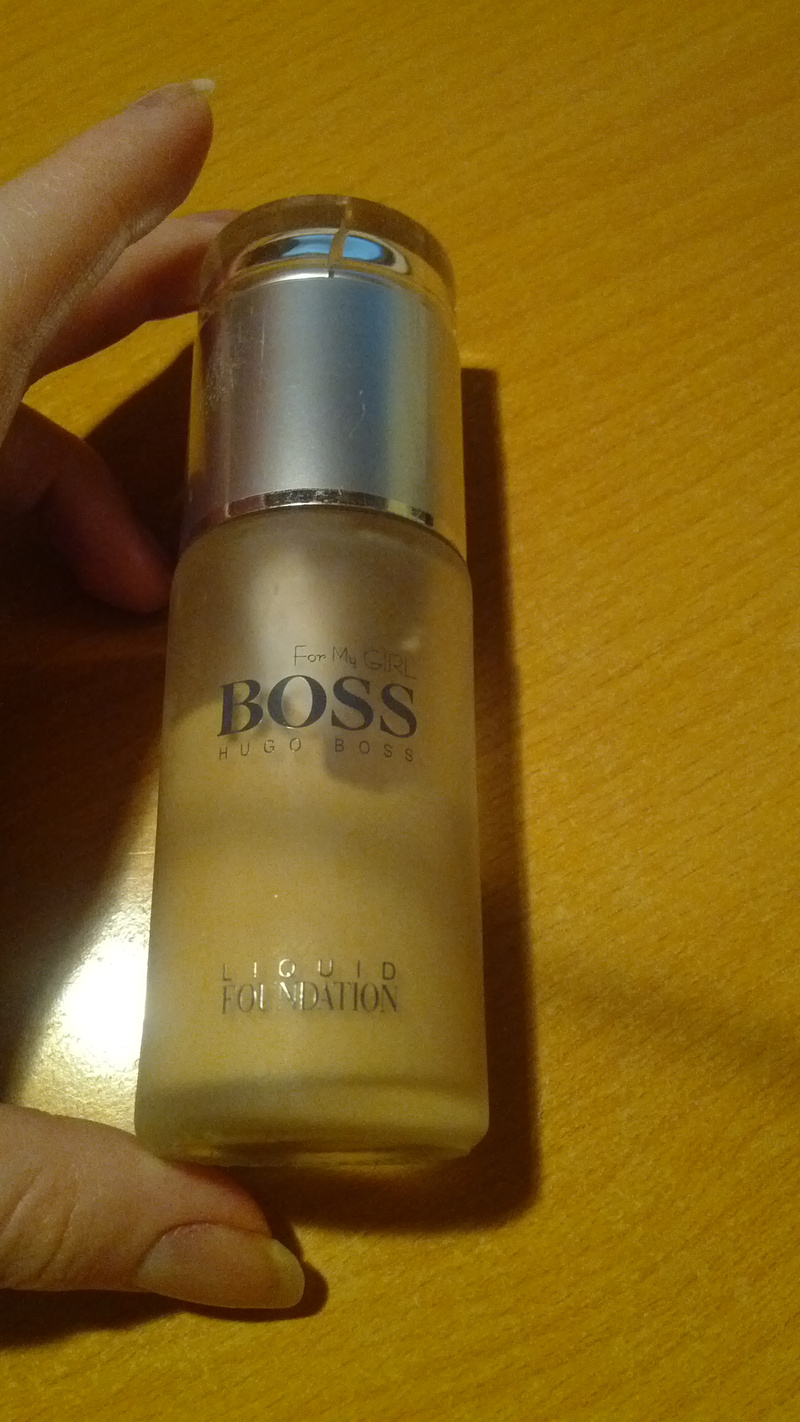 For My GIRL
BOSS
HUGO BOSS
LIQUID
FOUNDATION